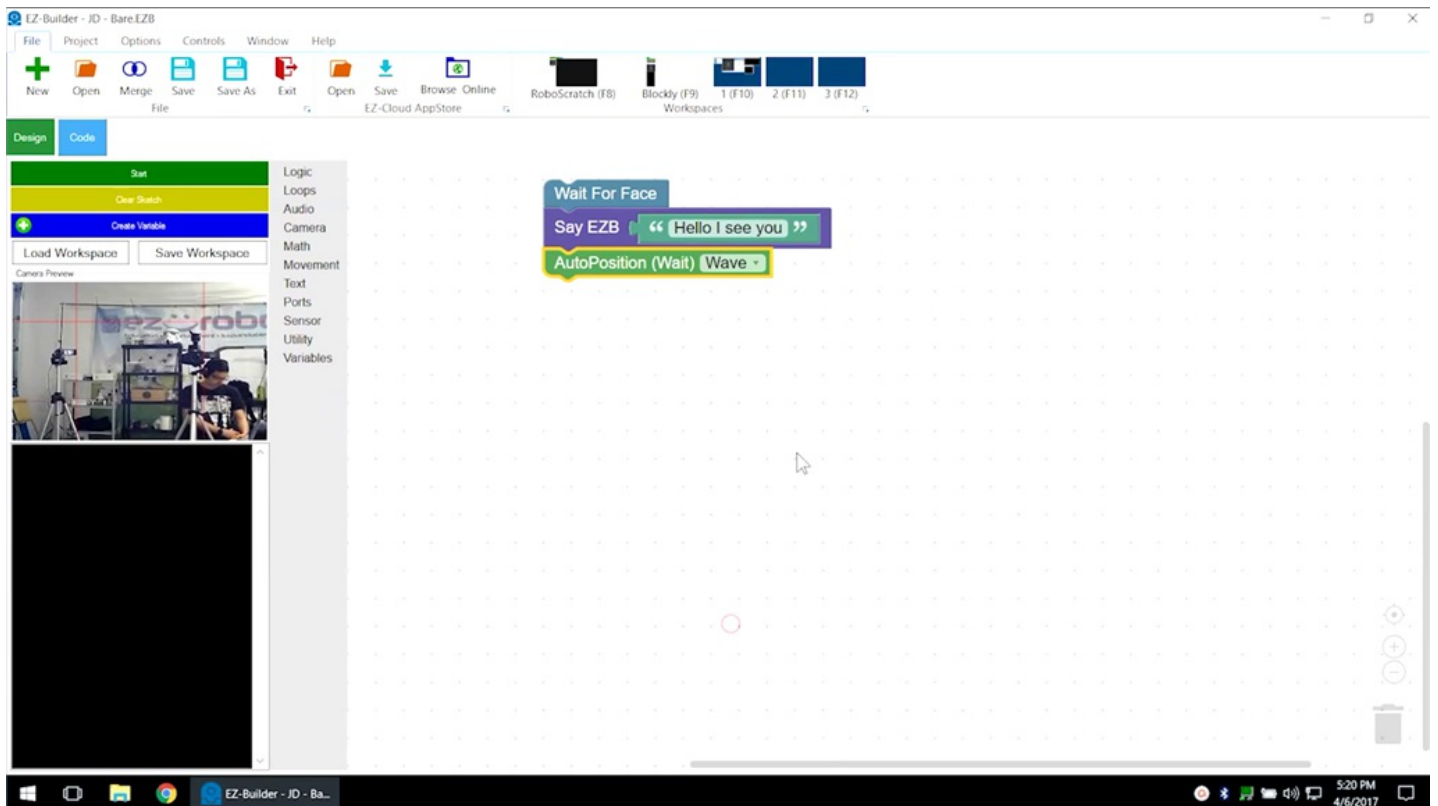 EZ-Builder - JD - Bare.EZB
File Project Options Controls Window Help
New Open Merge Save Save As Exit Open Save Browse Online RoboScratch (F8) Blockly (F9) 1 (F10) 2 (F11) 3 (F12)
File EZ-Cloud AppStore Workspaces
Design Code
Start
Clear Sketch
Create Variable
Load Workspace Save Workspace
Camera Preview
Logic
Loops
Audio
Camera
Math
Movement
Text
Ports
Sensor
Utility
Variables
Wait For Face
Say EZB “ Hello I see you ”
AutoPosition (Wait) Wave
EZ-Builder - JD - Ba...
5:20 PM
4/6/2017